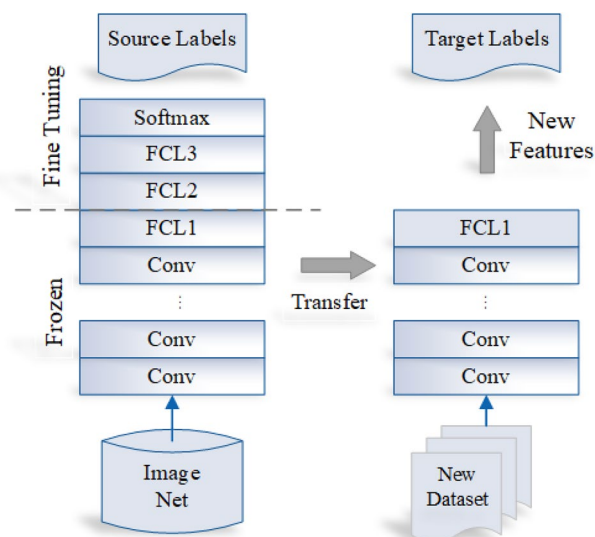 Source Labels
Target Labels
Fine Tuning
Softmax
FCL3
FCL2
New
Features
Frozen
FCL1
Conv
⋮
Conv
Conv
Transfer
FCL1
Conv
⋮
Conv
Conv
Image
Net
New
Dataset